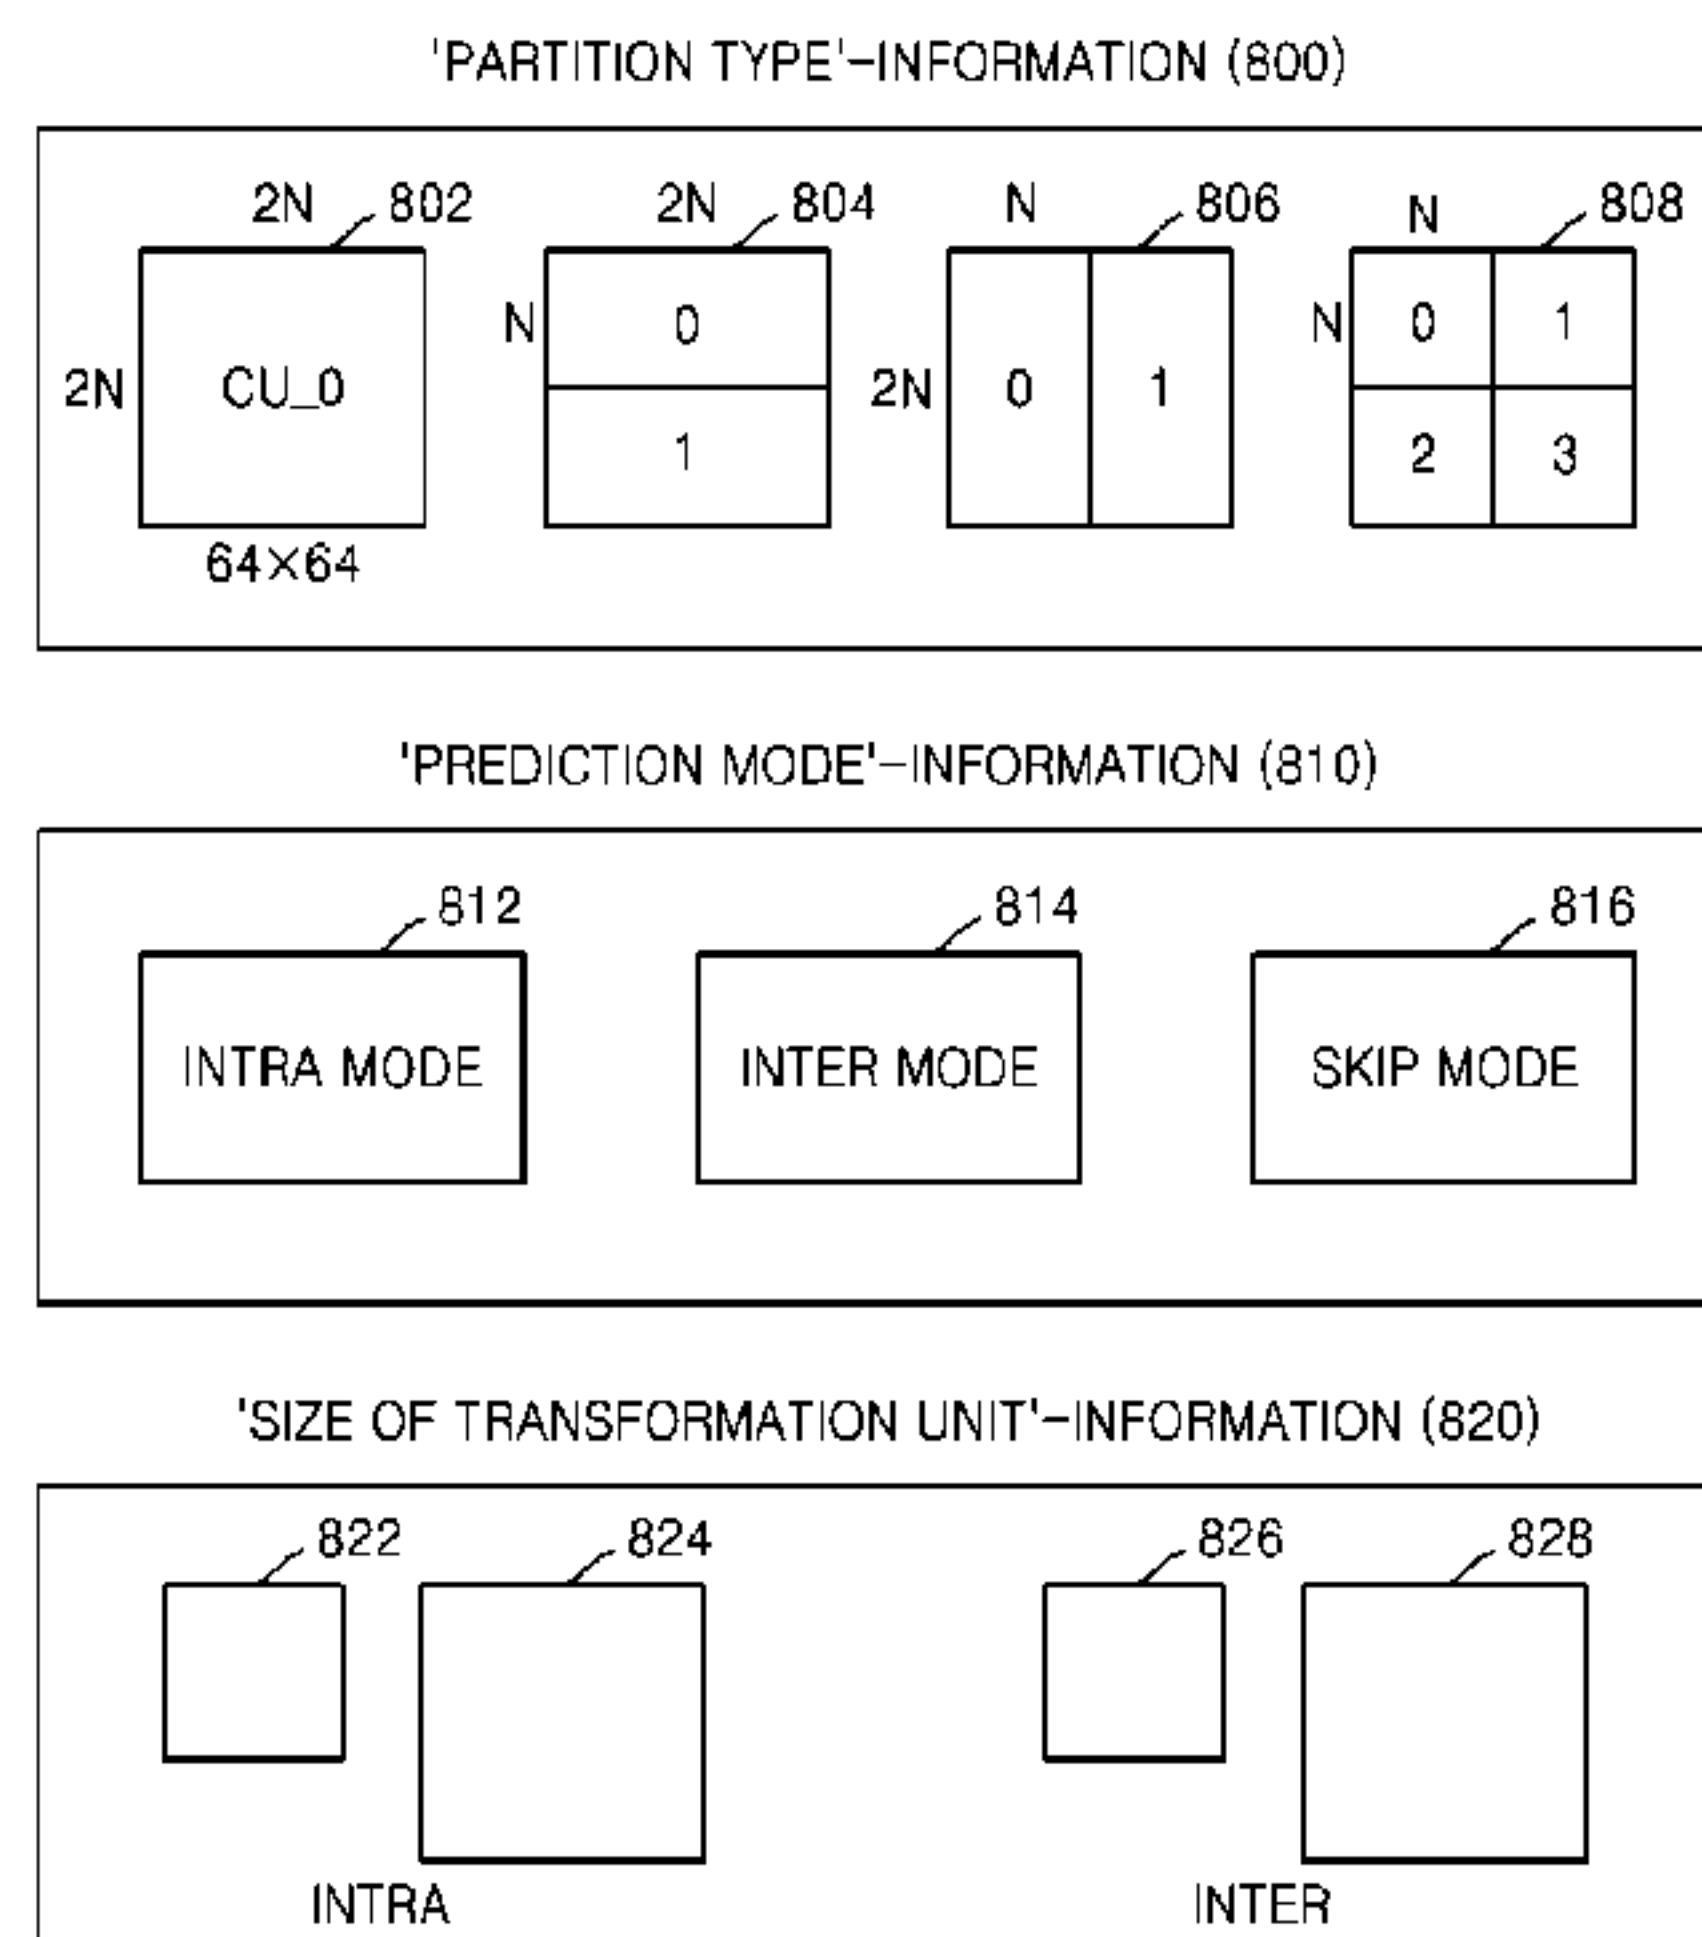 'PARTITION TYPE'-INFORMATION (800)
2N 802 2N 804 N 806 N 808
2N CU_0 N 0 1 2N 0 1 N 0 1 2 3
64×64
'PREDICTION MODE'-INFORMATION (810)
812 814 816
INTRA MODE INTER MODE SKIP MODE
'SIZE OF TRANSFORMATION UNIT'-INFORMATION (820)
822 824 826 828
INTRA INTER